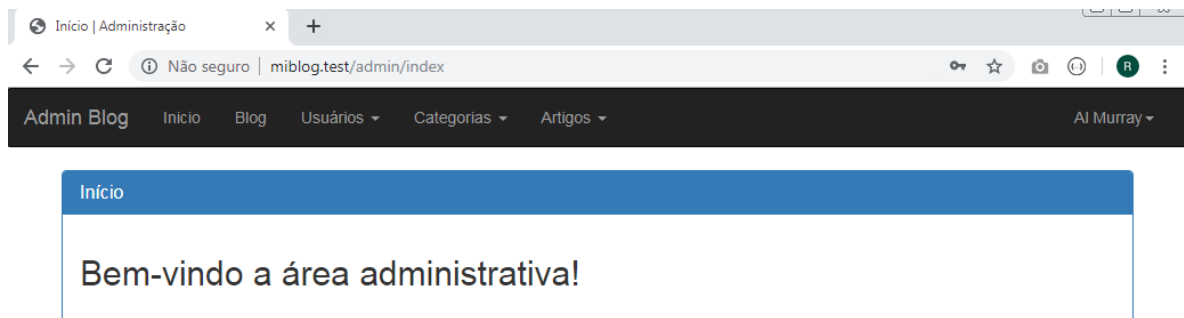 Início | Administração
Não seguro | miblog.test/admin/index
R
Admin Blog Inicio Blog Usuários Categorias Artigos Al Murray
Início
Bem-vindo a área administrativa!